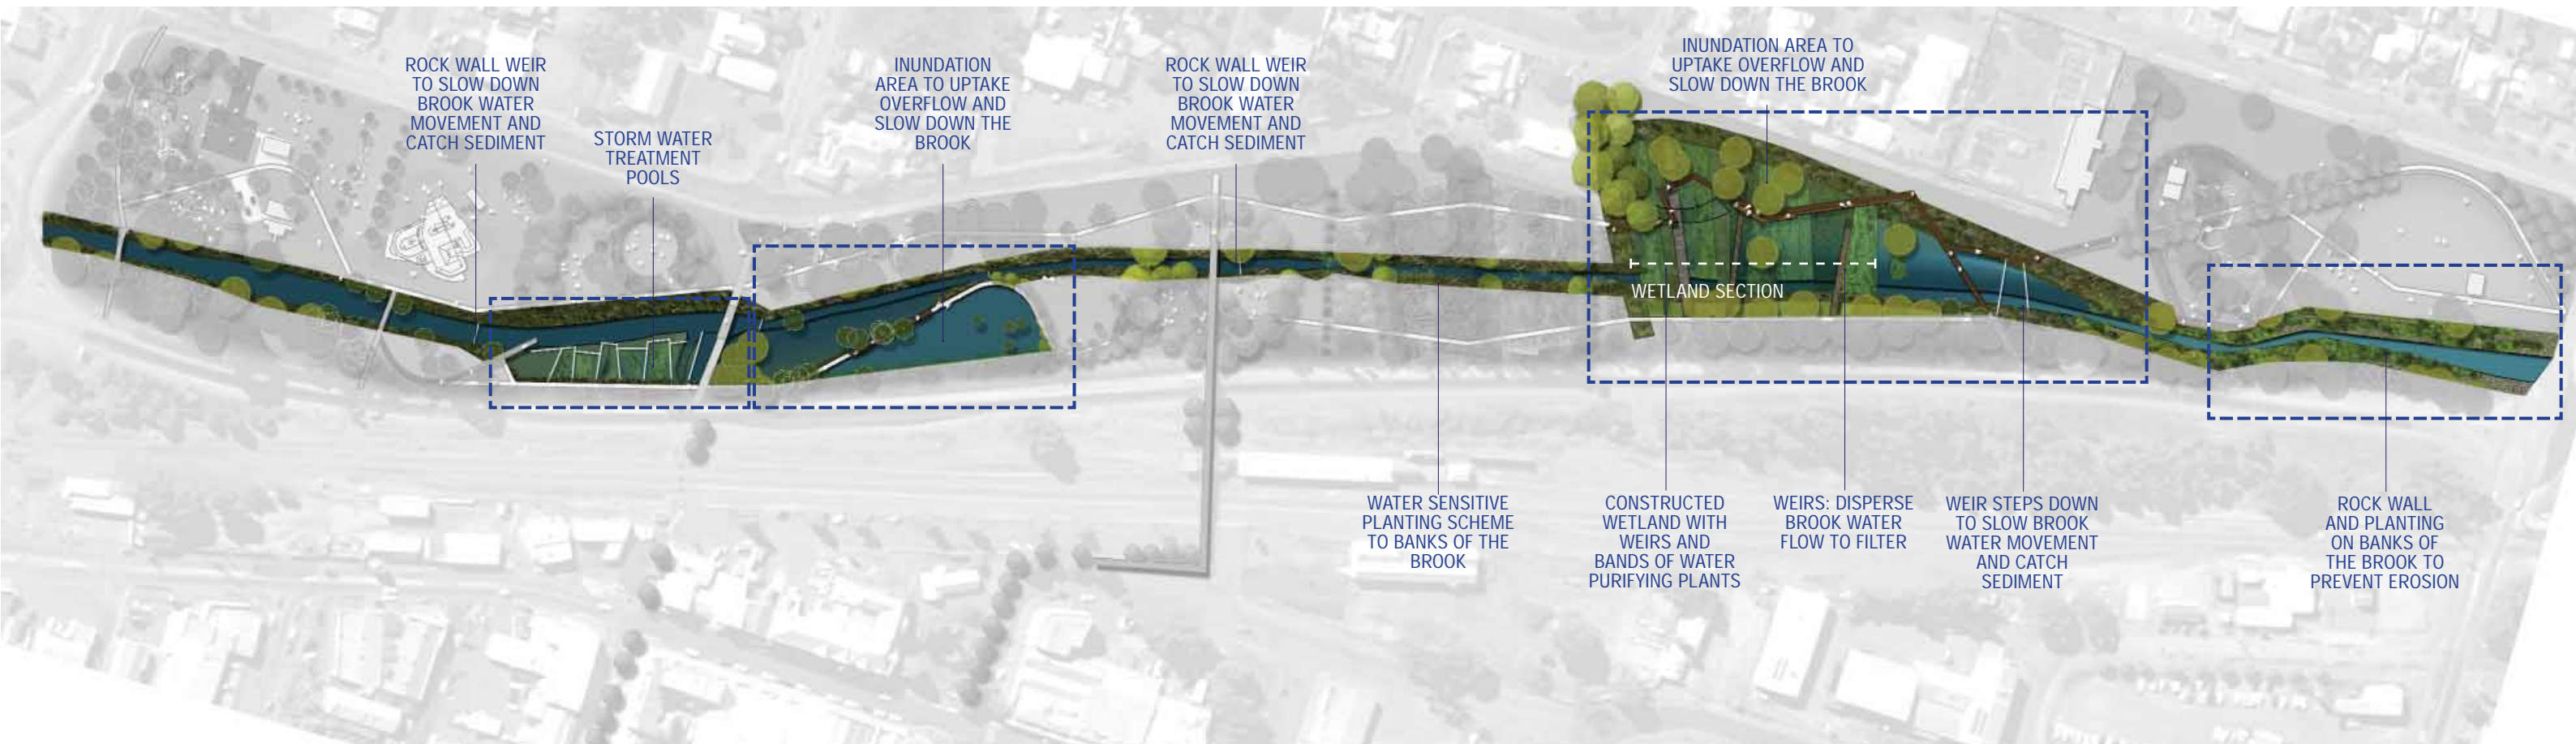 ROCK WALL WEIR
TO SLOW DOWN
BROOK WATER
MOVEMENT AND
CATCH SEDIMENT
STORM WATER
TREATMENT
POOLS
INUNDATION
AREA TO UPTAKE
OVERFLOW AND
SLOW DOWN THE
BROOK
ROCK WALL WEIR
TO SLOW DOWN
BROOK WATER
MOVEMENT AND
CATCH SEDIMENT
INUNDATION AREA TO
UPTAKE OVERFLOW AND
SLOW DOWN THE BROOK
WETLAND SECTION
WATER SENSITIVE
PLANTING SCHEME
TO BANKS OF THE
BROOK
CONSTRUCTED
WETLAND WITH
WEIRS AND
BANDS OF WATER
PURIFYING PLANTS
WEIRS: DISPERSE
BROOK WATER
FLOW TO FILTER
WEIR STEPS DOWN
TO SLOW BROOK
WATER MOVEMENT
AND CATCH
SEDIMENT
ROCK WALL
AND PLANTING
ON BANKS OF
THE BROOK TO
PREVENT EROSION